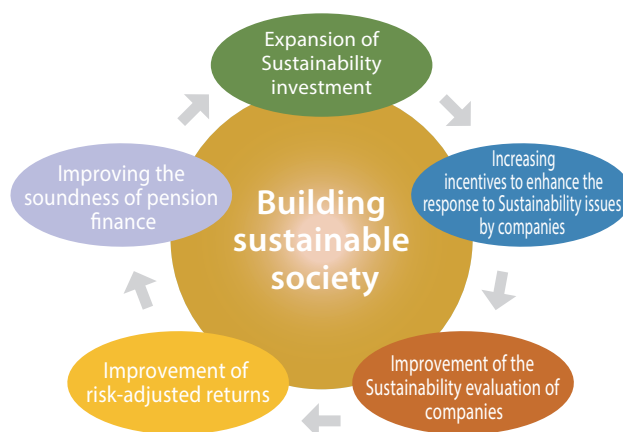 Expansion of
Sustainability
investment
Increasing
incentives to enhance the
response to Sustainability issues
by companies
Improvement of the
Sustainability evaluation of
companies
Improvement of
risk-adjusted returns
Improving the
soundness of pension
finance
Building
sustainable
society